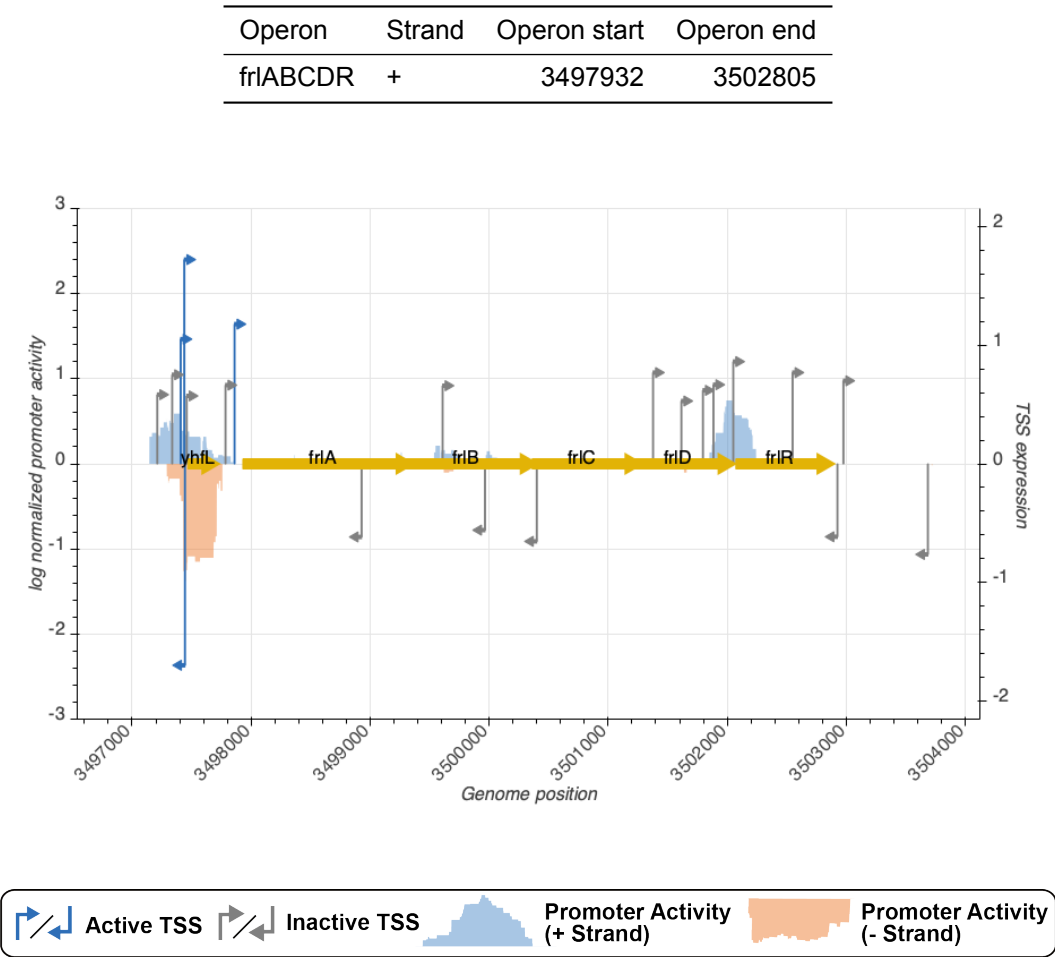 Operon Strand Operon start Operon end
frlABCDR + 3497932 3502805
3
2
1
0
-1
-2
-3
log normalized promoter activity
2
1
0
-1
-2
TSS expression
yhfL frlA frlB frlC frlD frlR
3497000 3498000 3499000 3500000 3501000 3502000 3503000 3504000
Genome position
Active TSS
Inactive TSS
Promoter Activity
(+ Strand)
Promoter Activity
(- Strand)